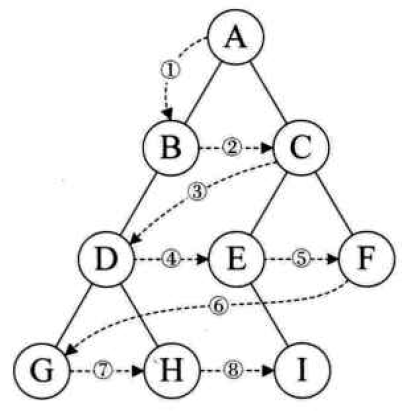 A
①
B ② C
③
D ④ E ⑤ F
⑥
G ⑦ H ⑧ I